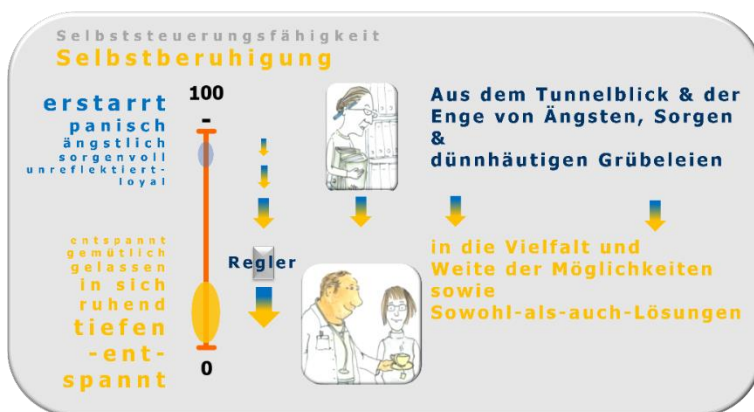 Selbststeuerungsfähigkeit
Selbstberuhigung
erstarrt
panisch
ängstlich
sorgenvoll
unreflektiert-
loyal
100
-
Aus dem Tunnelblick & der
Enge von Ängsten, Sorgen
&
dünnhäutigen Grübeleien
entspannt
gemütlich
gelassen
in sich
ruhend
tiefen
-ent-
spannt
Regler
0
in die Vielfalt und
Weite der Möglichkeiten
sowie
Sowohl-als-auch-Lösungen